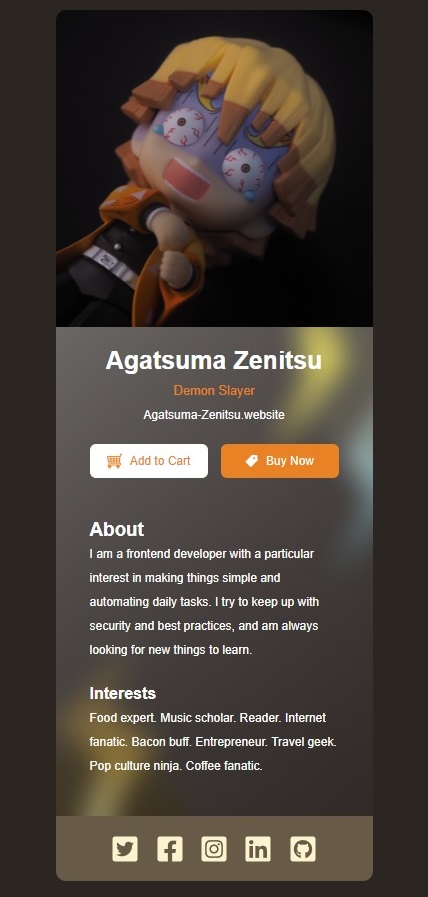 Agatsuma Zenitsu
Demon Slayer
Agatsuma-Zenitsu.website
Add to Cart
Buy Now
About
I am a frontend developer with a particular
interest in making things simple and
automating daily tasks. I try to keep up with
security and best practices, and am always
looking for new things to learn.
Interests
Food expert. Music scholar. Reader. Internet
fanatic. Bacon buff. Entrepreneur. Travel geek.
Pop culture ninja. Coffee fanatic.